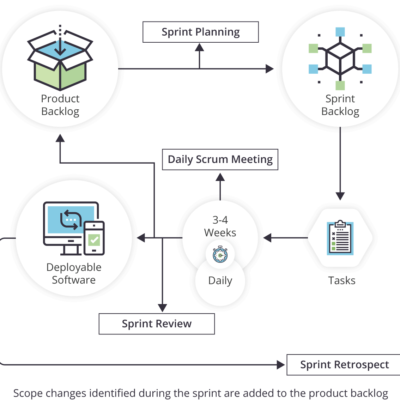 Sprint Planning
Product
Backlog
Sprint
Backlog
Daily Scrum Meeting
3-4
Weeks
Daily
Deployable
Software
Tasks
Sprint Review
Sprint Retrospect
Scope changes identified during the sprint are added to the product backlog